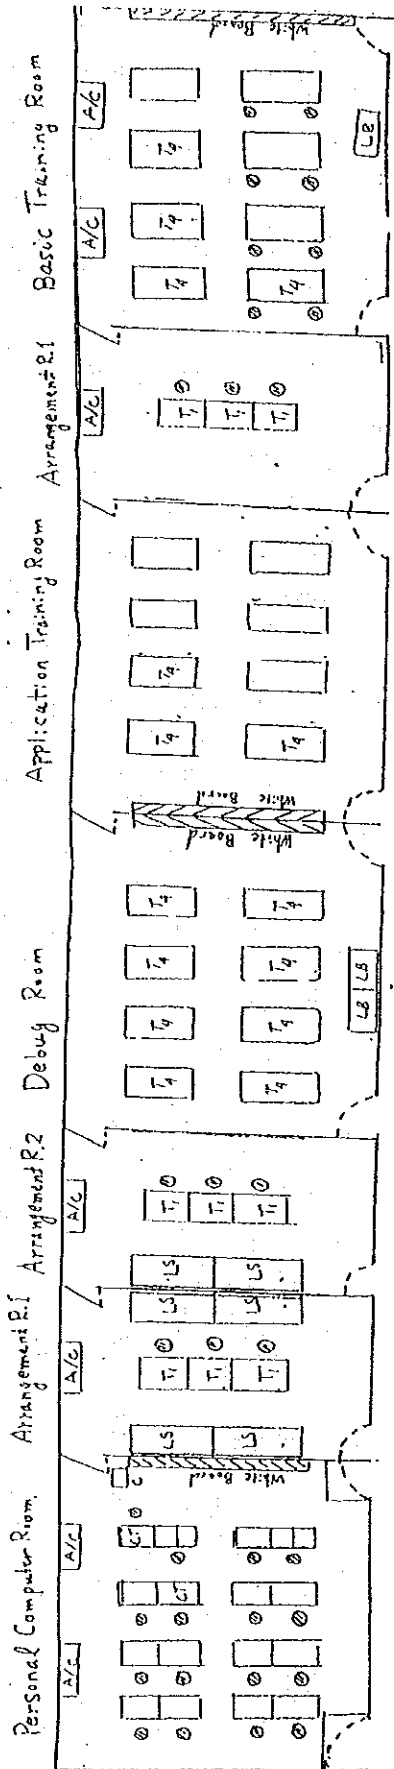 Personal Computer Room
A/C
A/C
CT
CT
C
White Board
Arrangement R.1
A/C
LS
LS
T1
T1
T1
LS
LS
Arrangement R.2
A/C
LS
LS
T1
T1
T1
Debug Room
T4
T4
T4
T4
T4
T4
T4
T4
LB
LB
White Board
Application Training Room
White Board
T4
T4
T4
Arrangement R.1
A/C
T1
T1
T1
Basic Training Room
A/C
A/C
T4
T4
T4
T4
LB
White Board